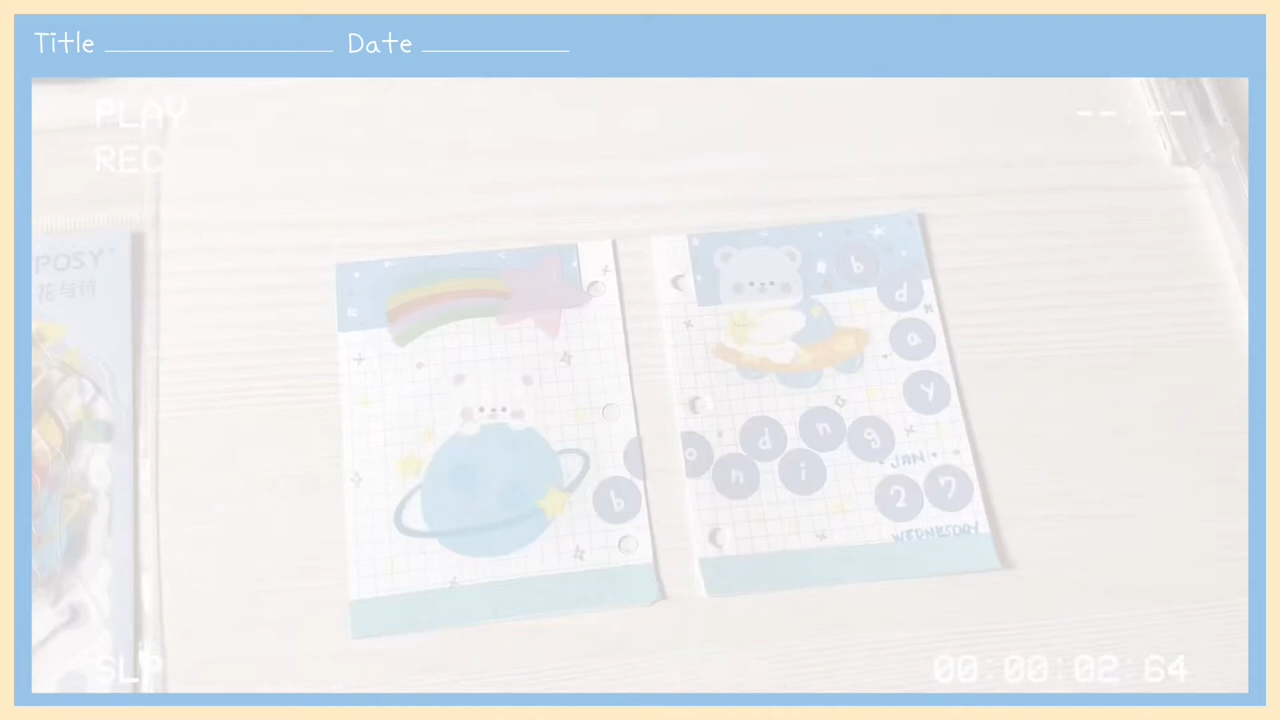 Title Date
PLAY --:--
REC
POSY
花与诗
b
d
a
y
b o n d i n g
JAN
27
WEDNESDAY
SLP 00:00:02:64